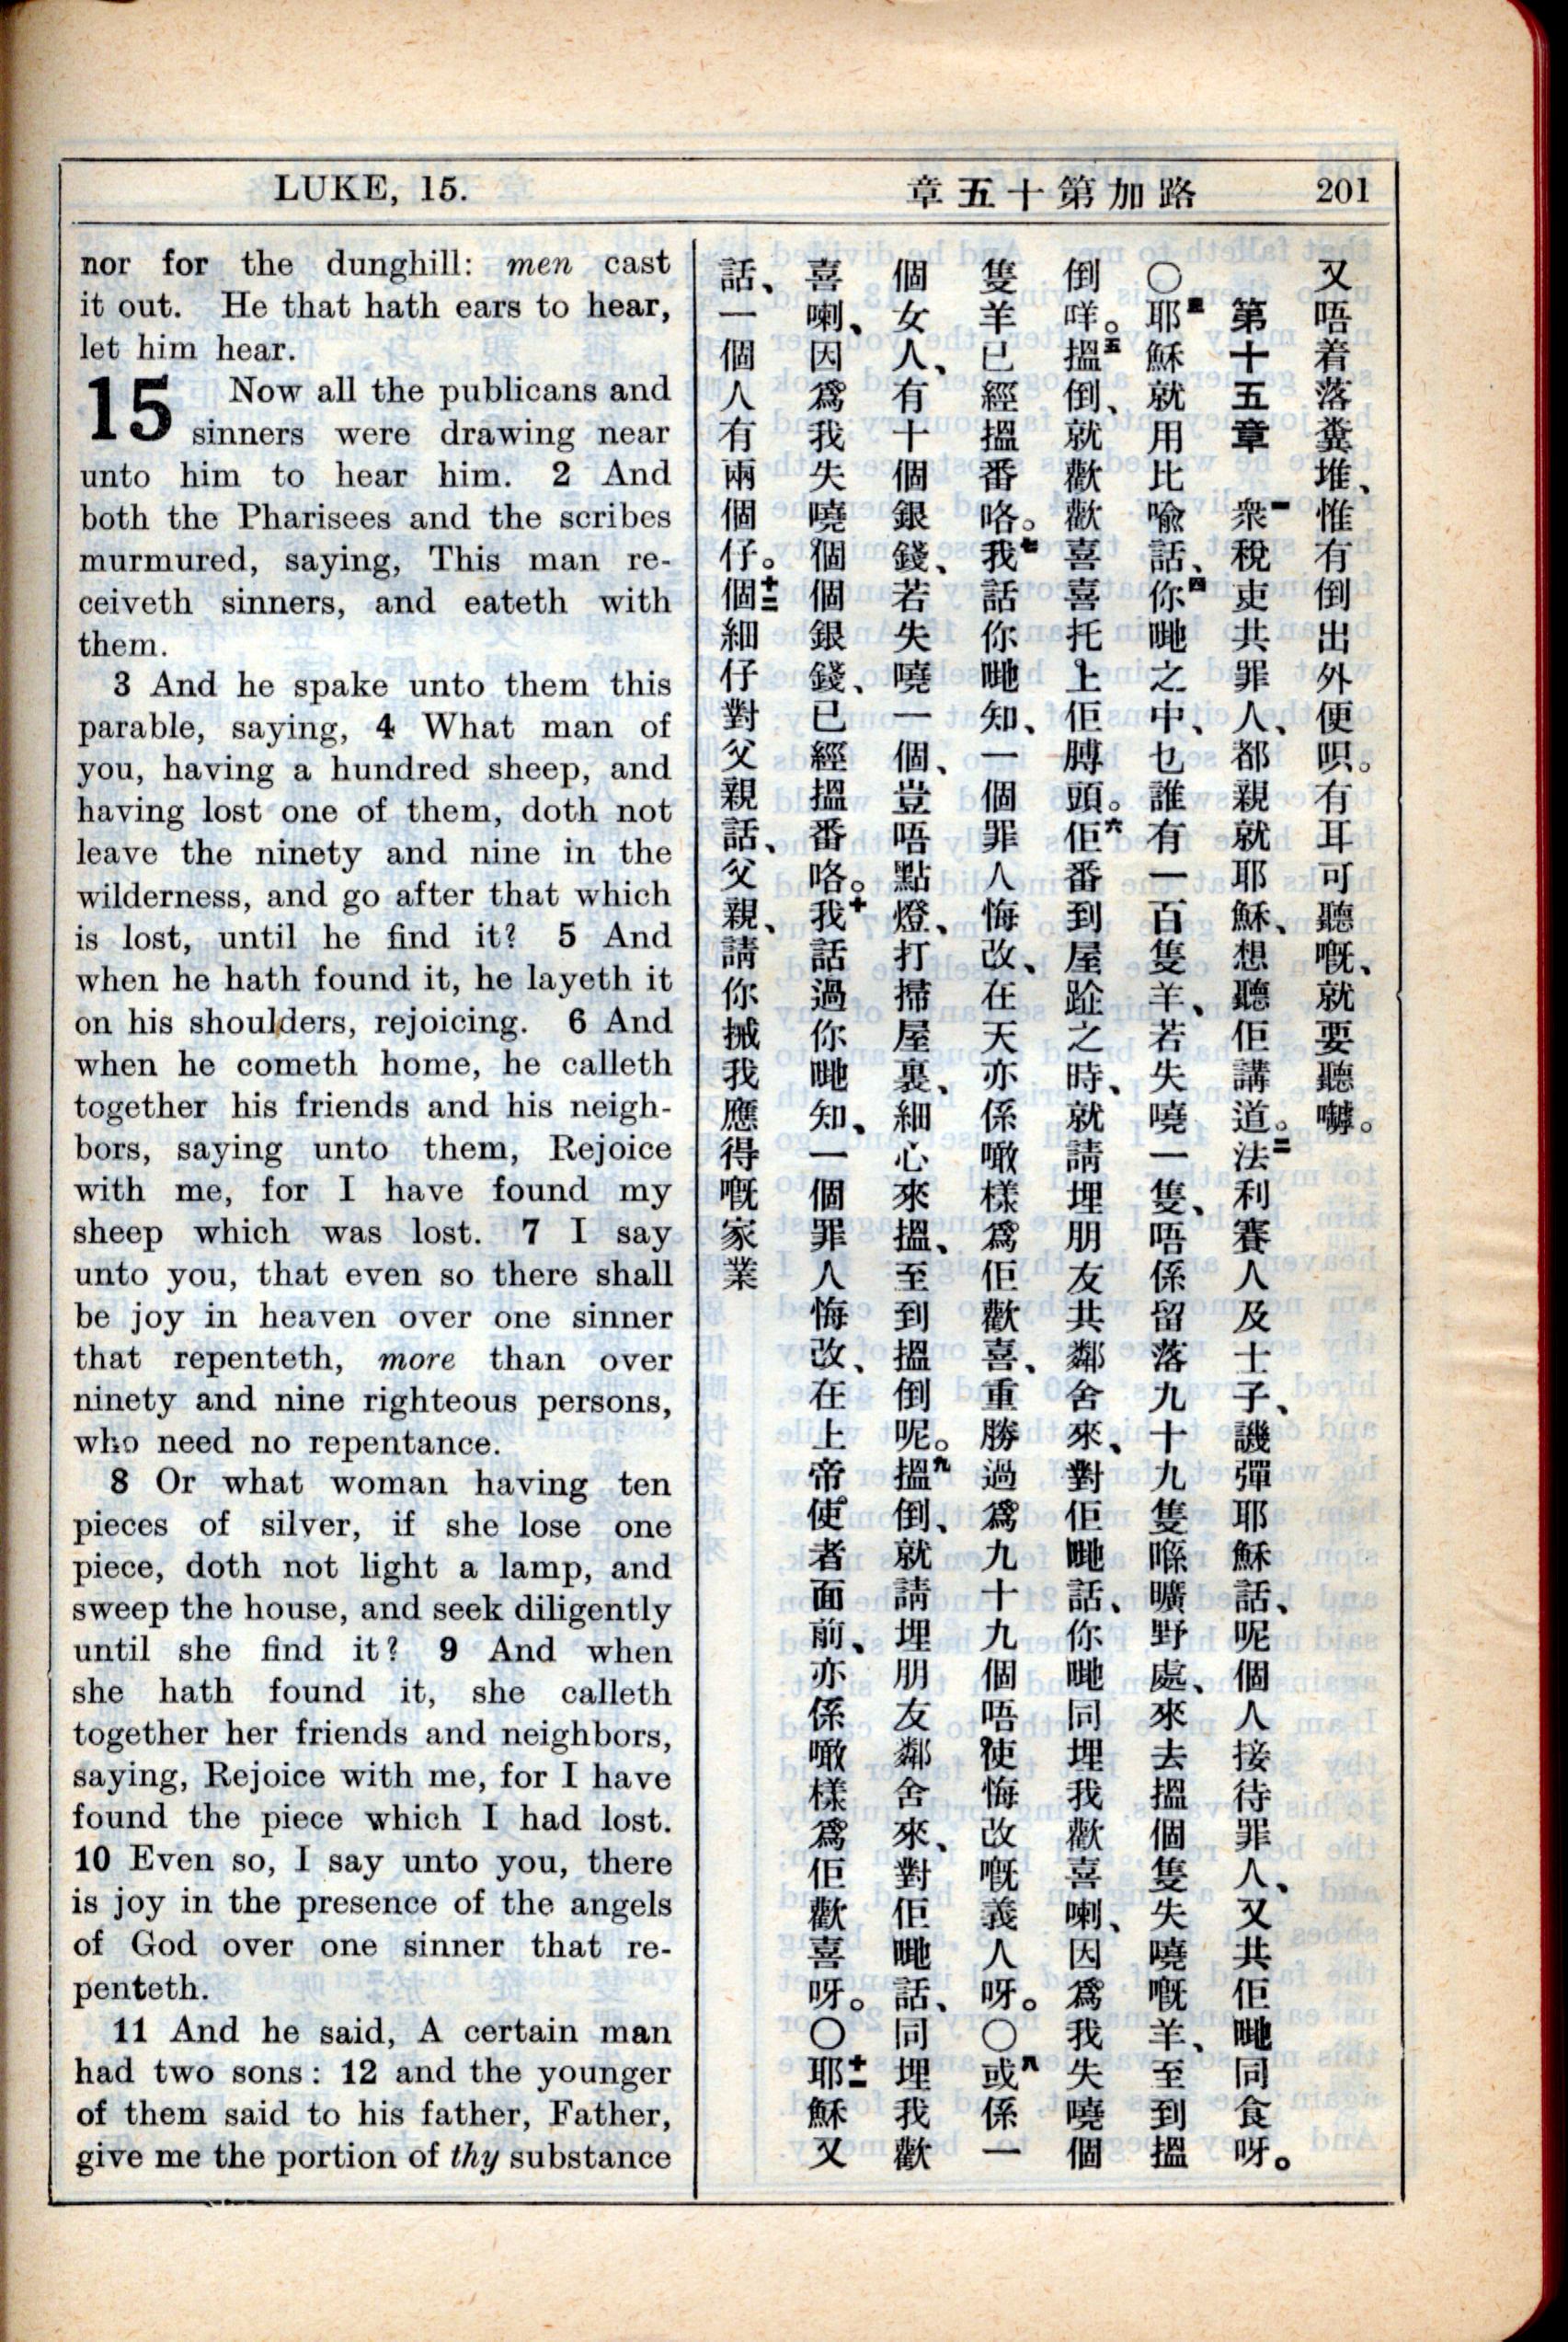 LUKE, 15.
章五十第加路
201
nor for the dunghill: men cast
it out. He that hath ears to hear,
let him hear.
15 Now all the publicans and
sinners were drawing near
unto him to hear him. 2 And
both the Pharisees and the scribes
murmured, saying, This man re-
ceiveth sinners, and eateth with
them.
3 And he spake unto them this
parable, saying, 4 What man of
you, having a hundred sheep, and
having lost one of them, doth not
leave the ninety and nine in the
wilderness, and go after that which
is lost, until he find it? 5 And
when he hath found it, he layeth it
on his shoulders, rejoicing. 6 And
when he cometh home, he calleth
together his friends and his neigh-
bors, saying unto them, Rejoice
with me, for I have found my
sheep which was lost. 7 I say
unto you, that even so there shall
be joy in heaven over one sinner
that repenteth, more than over
ninety and nine righteous persons,
who need no repentance.
8 Or what woman having ten
pieces of silver, if she lose one
piece, doth not light a lamp, and
sweep the house, and seek diligently
until she find it? 9 And when
she hath found it, she calleth
together her friends and neighbors,
saying, Rejoice with me, for I have
found the piece which I had lost.
10 Even so, I say unto you, there
is joy in the presence of the angels
of God over one sinner that re-
penteth.
11 And he said, A certain man
had two sons: 12 and the younger
of them said to his father, Father,
give me the portion of thy substance
又唔着落糞堆、惟有倒出外便呮。有耳可聽嘅、就要聽嚹。
第十五章 一衆稅吏共罪人、都親就耶穌、想聽佢講道。二法利賽人及士子、譏彈耶穌話、呢個人接待罪人、又共佢哋同食呀。
〇三耶穌就用比喻話、四你哋之中、乜誰有一百隻羊、若失嘵一隻、唔係留落九十九隻喺曠野處、來去搵個隻失嘵嘅羊、至到搵
倒咩。五搵倒、就歡歡喜喜托上佢膊頭。六佢番到屋趾之時、就請埋朋友共鄰舍來、對佢哋話、你哋同埋我歡喜喇、因爲我失嘵個
隻羊已經搵番咯。七我話你哋知、一個罪人悔改、在天亦係噉樣爲佢歡喜、重勝過爲九十九個唔使悔改嘅義人呀。〇八或係一
個女人、有十個銀錢、若失嘵一個、豈唔點燈、打掃屋裏、細心來搵、至到搵倒呢。九搵倒、就請埋朋友鄰舍來、對佢哋話、同埋我歡
喜喇、因爲我失嘵個個銀錢、已經搵番咯。十我話過你哋知、一個罪人悔改、在上帝使者面前、亦係噉樣爲佢歡喜呀。〇十一耶穌又
話、一個人有兩個仔。十二個細仔對父親話、父親、請你搣我應得嘅家業